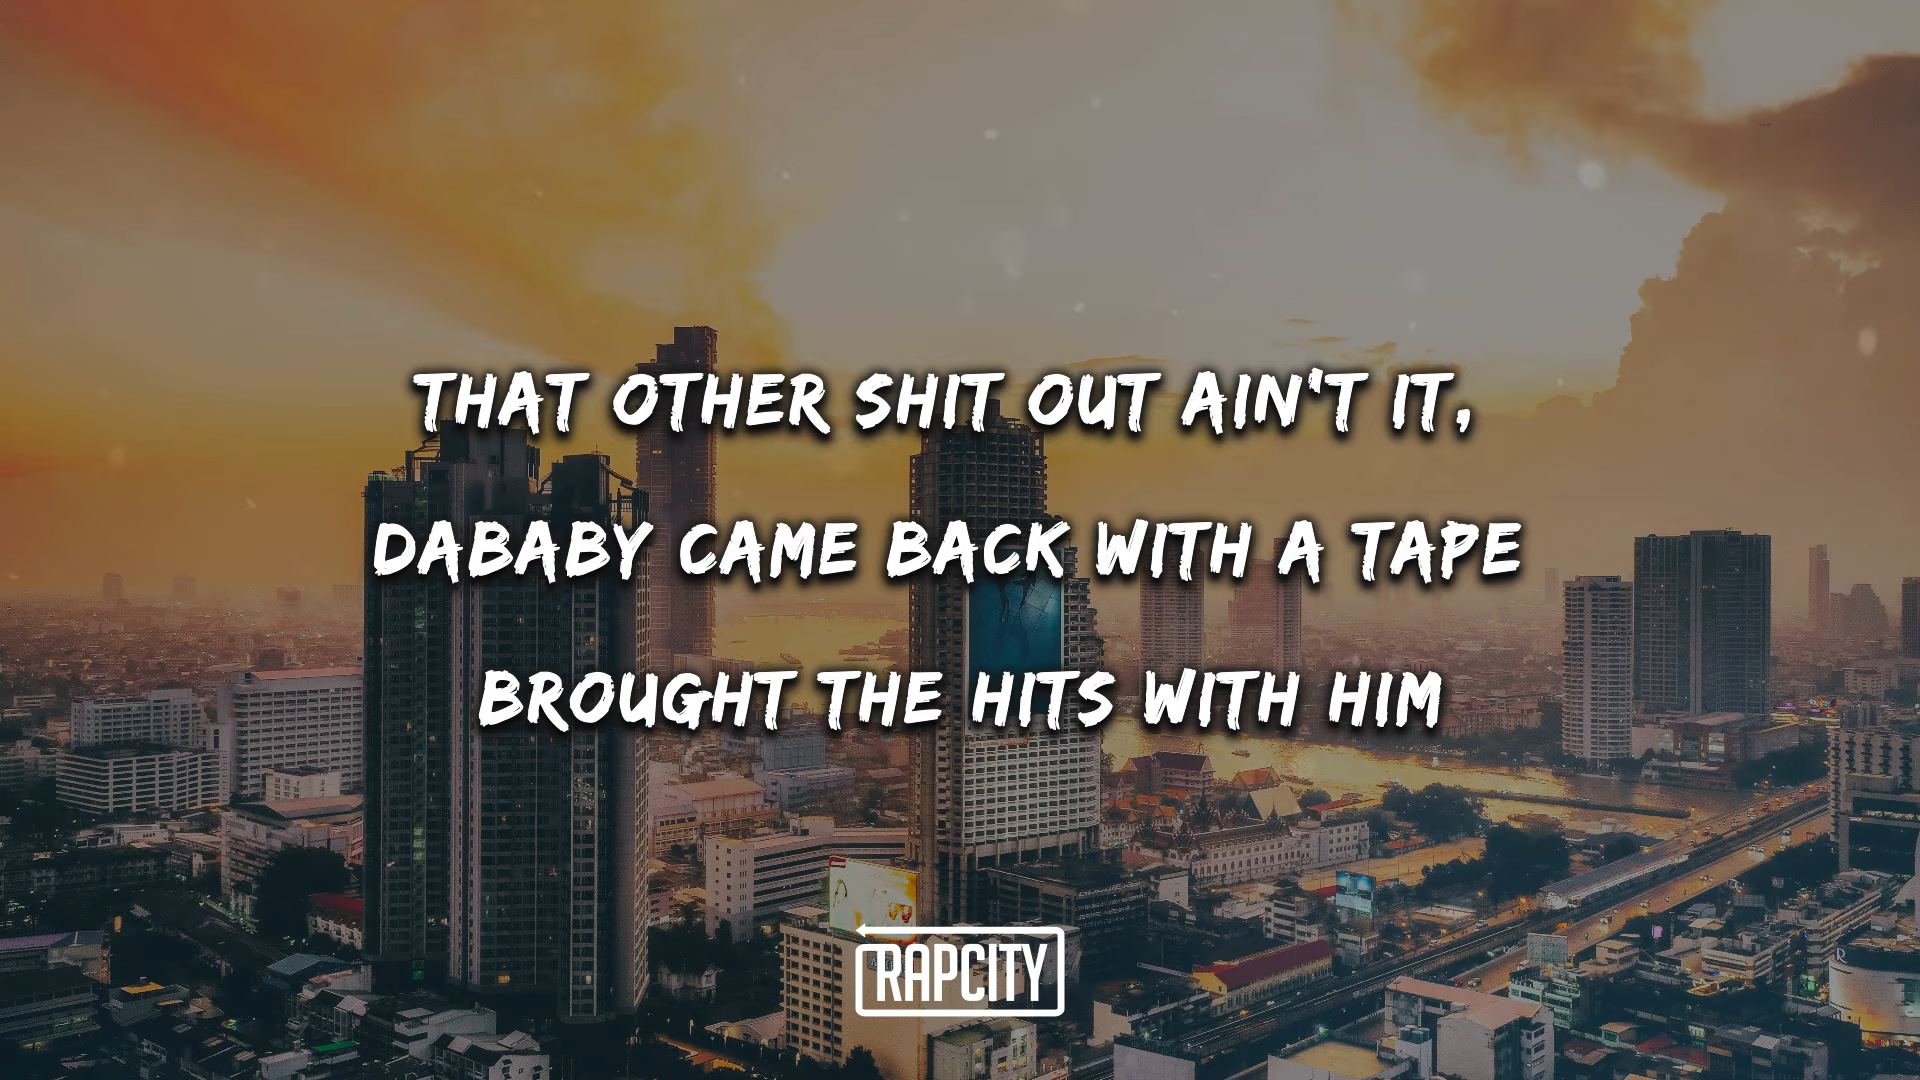 THAT OTHER SHIT OUT AIN'T IT,
DABABY CAME BACK WITH A TAPE
BROUGHT THE HITS WITH HIM
RAPCITY